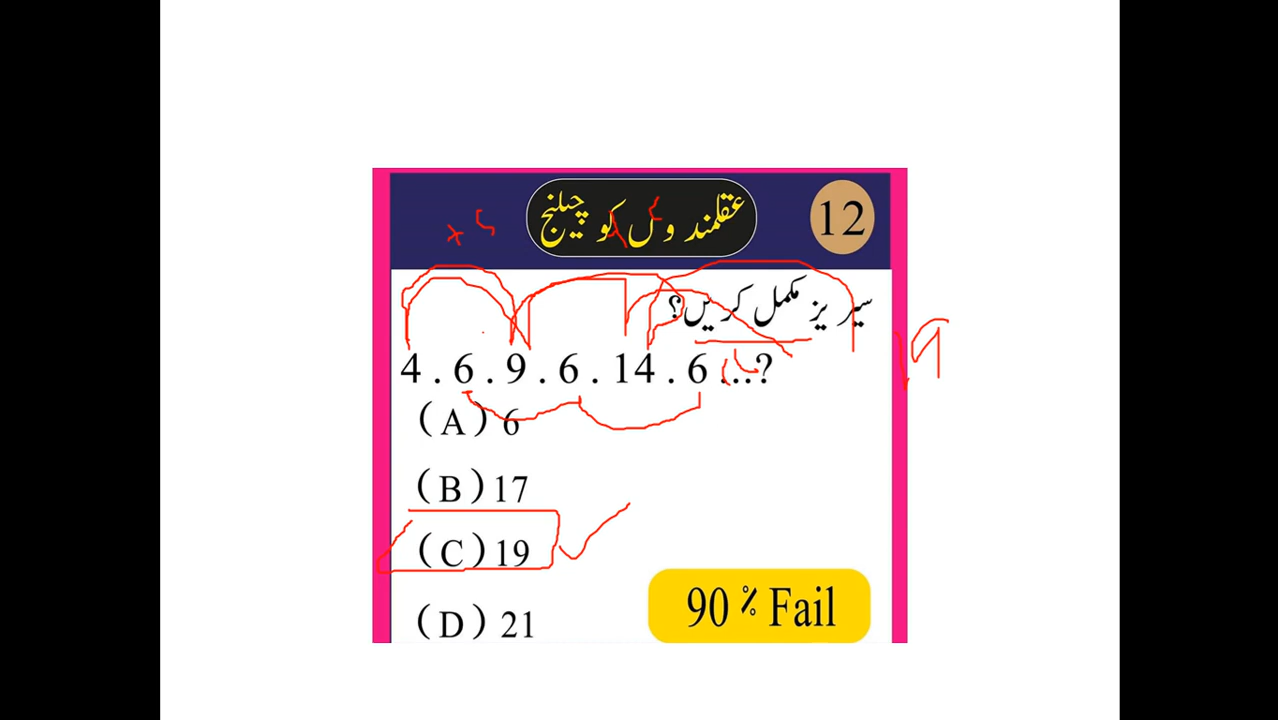 عقلمندوں کو چیلنج
12
سیریز مکمل کریں؟
4 . 6 . 9 . 6 . 14 . 6 ...?
(A) 6
(B) 17
(C) 19
(D) 21
90 % Fail
19